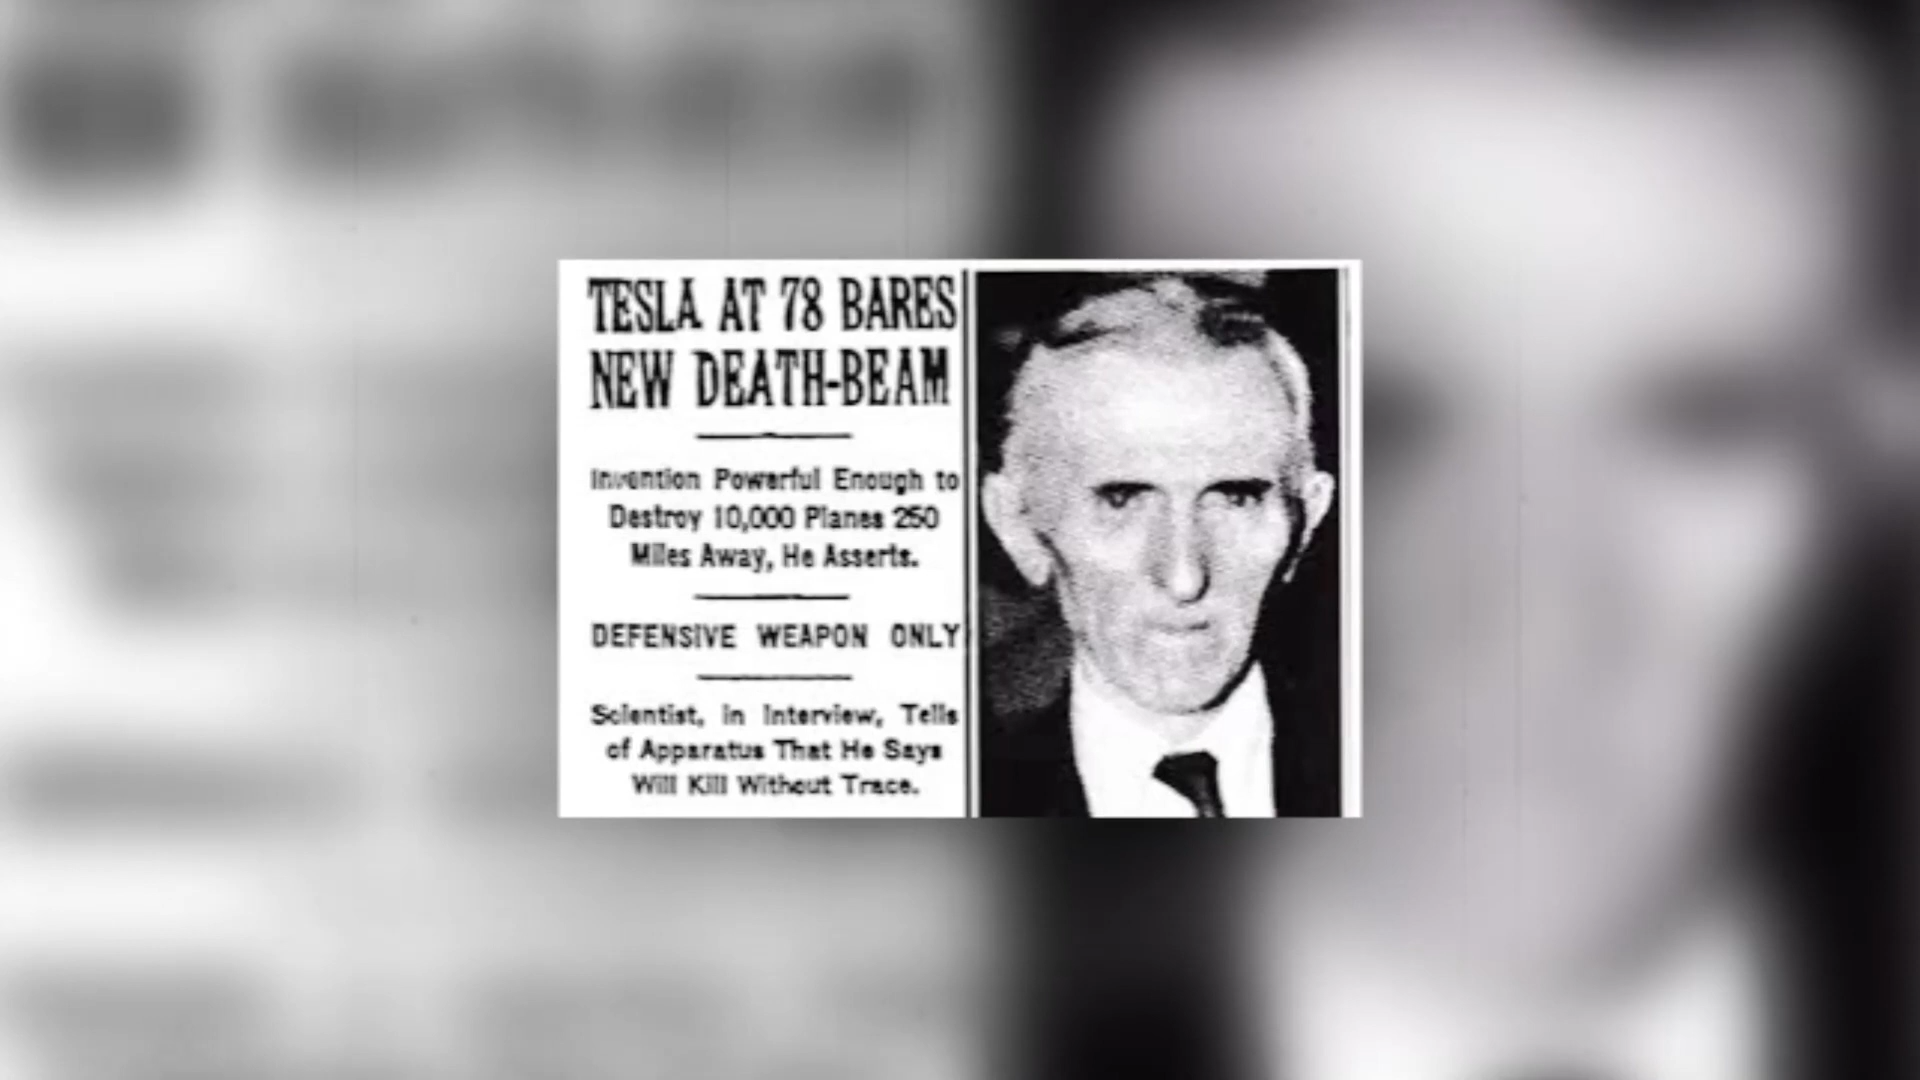 TESLA AT 78 BARES
NEW DEATH-BEAM
Invention Powerful Enough to
Destroy 10,000 Planes 250
Miles Away, He Asserts.
DEFENSIVE WEAPON ONLY
Scientist, in Interview, Tells
of Apparatus That He Says
Will Kill Without Trace.